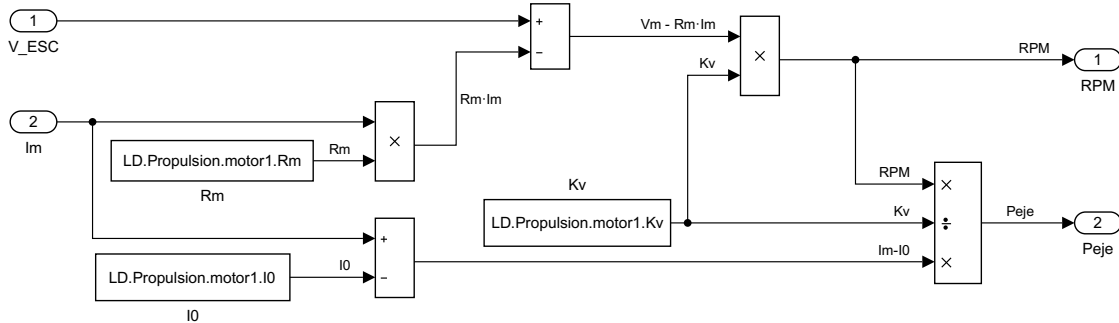 1
V_ESC
+
−
Vm - Rm·Im
Kv
×
RPM
1
RPM
Rm·Im
2
Im
×
LD.Propulsion.motor1.Rm
Rm
Rm
Kv
LD.Propulsion.motor1.Kv
RPM
×
Kv
÷
Im-I0
×
Peje
2
Peje
+
−
I0
LD.Propulsion.motor1.I0
I0